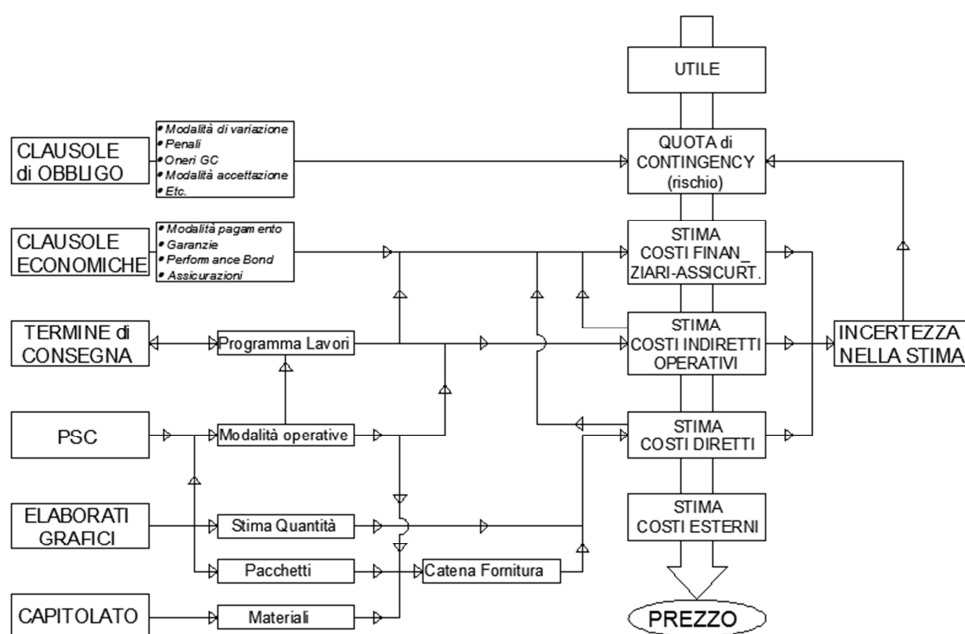 UTILE
CLAUSOLE
di OBBLIGO
• Modalità di variazione
• Penali
• Oneri GC
• Modalità accettazione
• Etc.
QUOTA di
CONTINGENCY
(rischio)
CLAUSOLE
ECONOMICHE
• Modalità pagamento
• Garanzie
• Performance Bond
• Assicurazioni
STIMA
COSTI FINAN_
ZIARI-ASSICURT.
TERMINE di
CONSEGNA
Programma Lavori
STIMA
COSTI INDIRETTI
OPERATIVI
INCERTEZZA
NELLA STIMA
PSC
Modalità operative
STIMA
COSTI DIRETTI
ELABORATI
GRAFICI
Stima Quantità
STIMA
COSTI ESTERNI
Pacchetti
Catena Fornitura
CAPITOLATO
Materiali
PREZZO